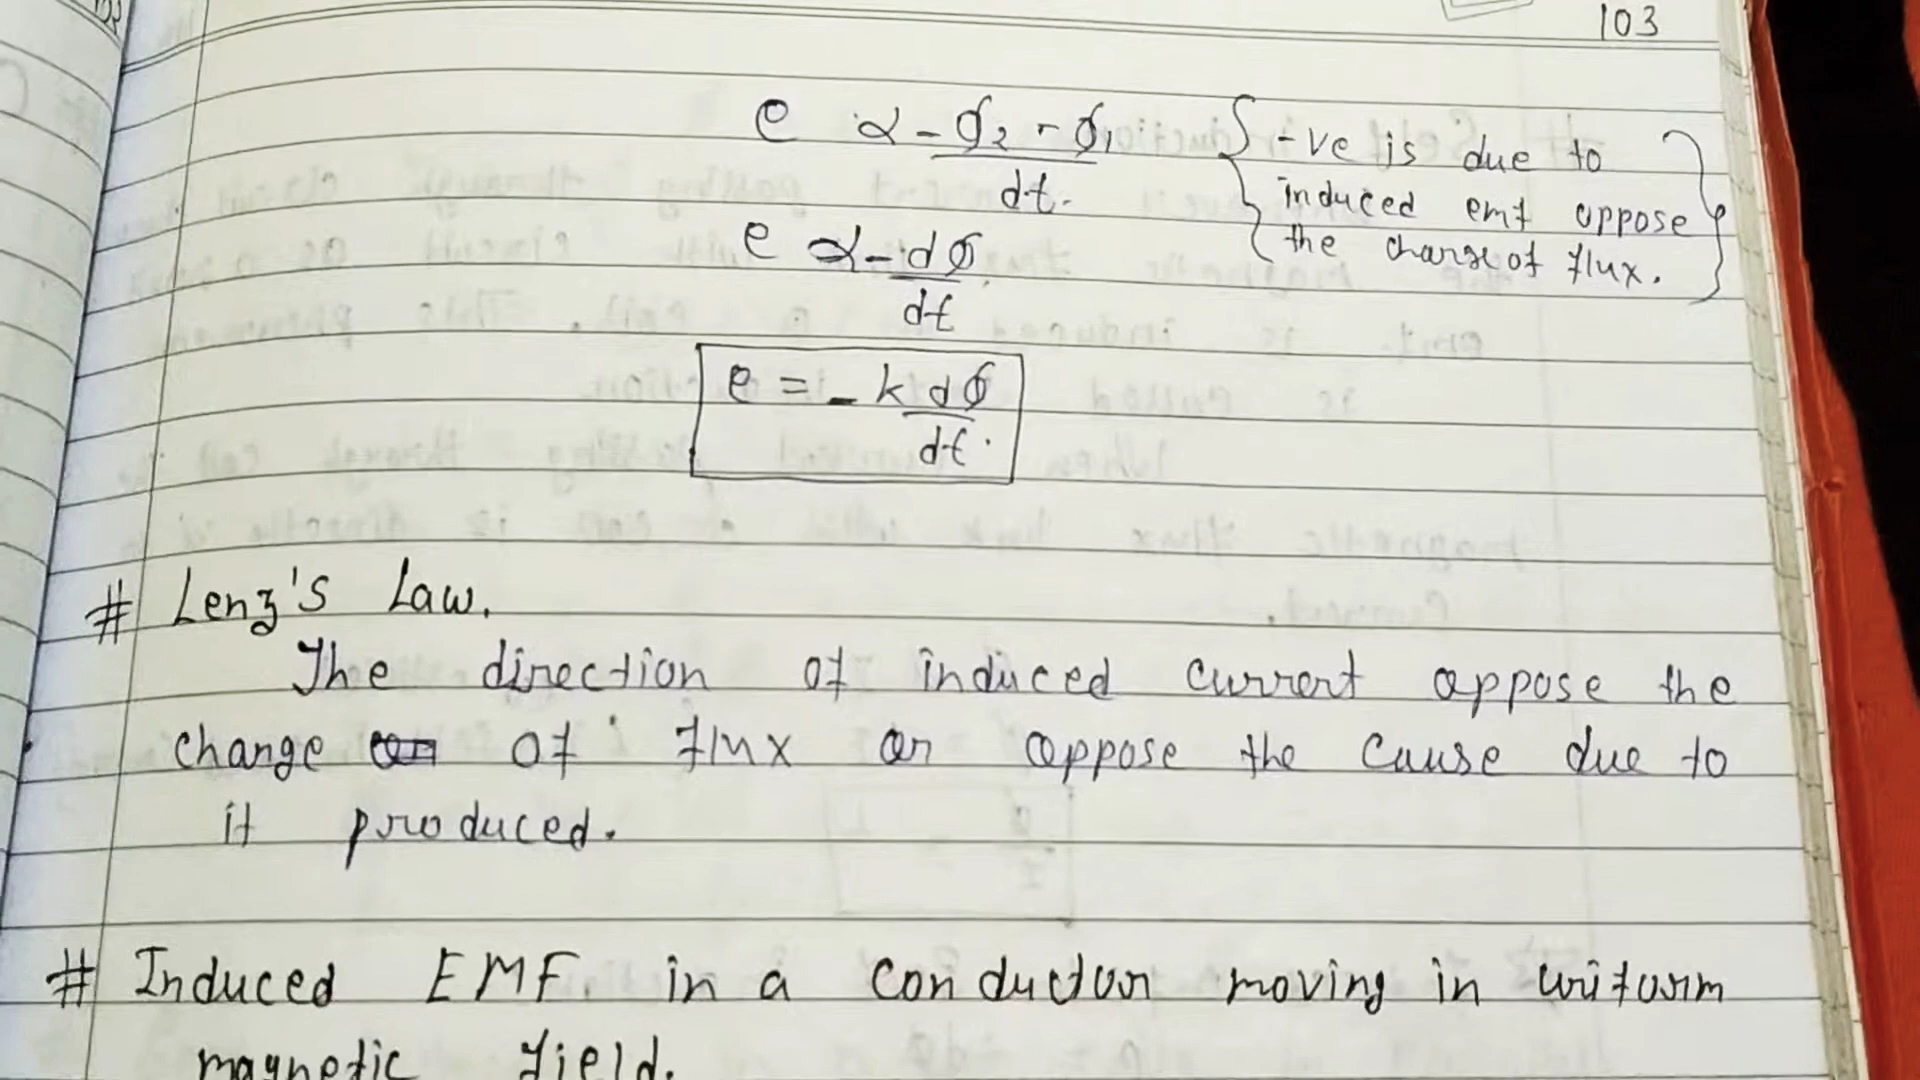 103
e α - ϕ₂ - ϕ₁
dt.
{ -ve is due to
induced emf oppose
the change of flux. }
e α - dϕ
dt
e = - k dϕ
dt.
# Lenz's Law.
The direction of induced current oppose the
change of flux or oppose the cause due to
it produced.
# Induced EMF in a conductor moving in uniform
magnetic field.